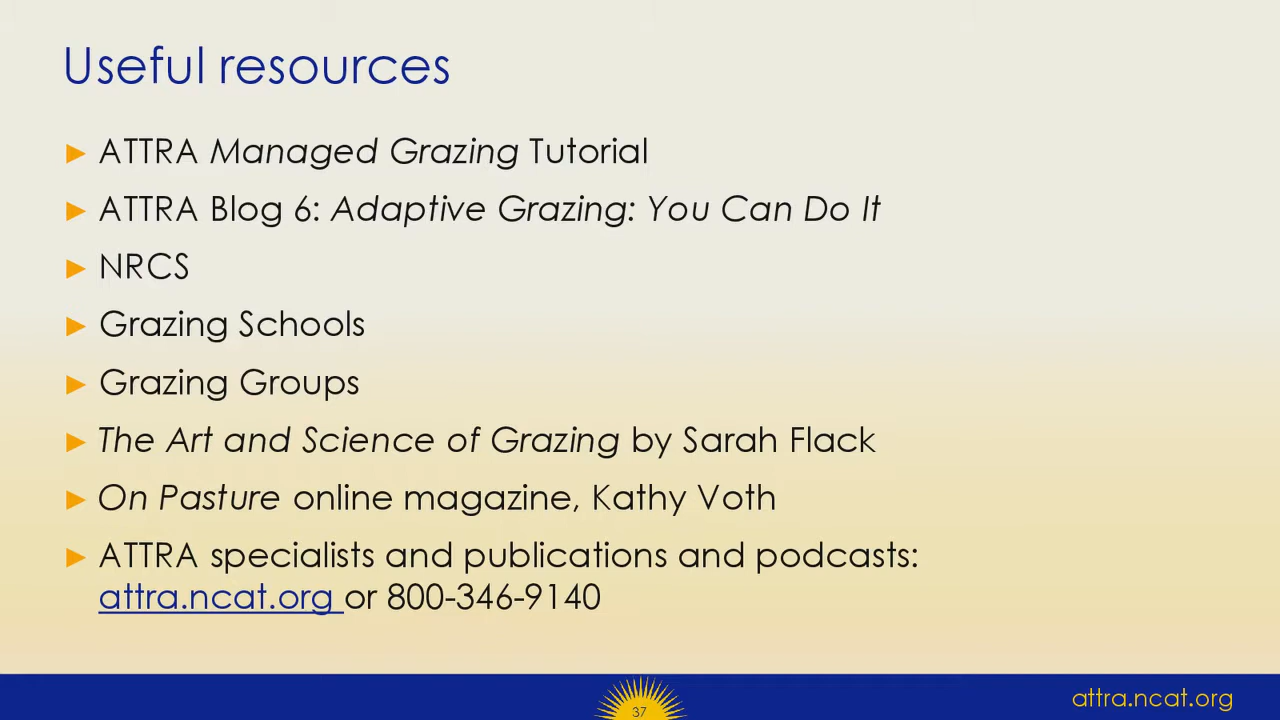 Useful resources
ATTRA Managed Grazing Tutorial
ATTRA Blog 6: Adaptive Grazing: You Can Do It
NRCS
Grazing Schools
Grazing Groups
The Art and Science of Grazing by Sarah Flack
On Pasture online magazine, Kathy Voth
ATTRA specialists and publications and podcasts:
attra.ncat.org or 800-346-9140
37
attra.ncat.org